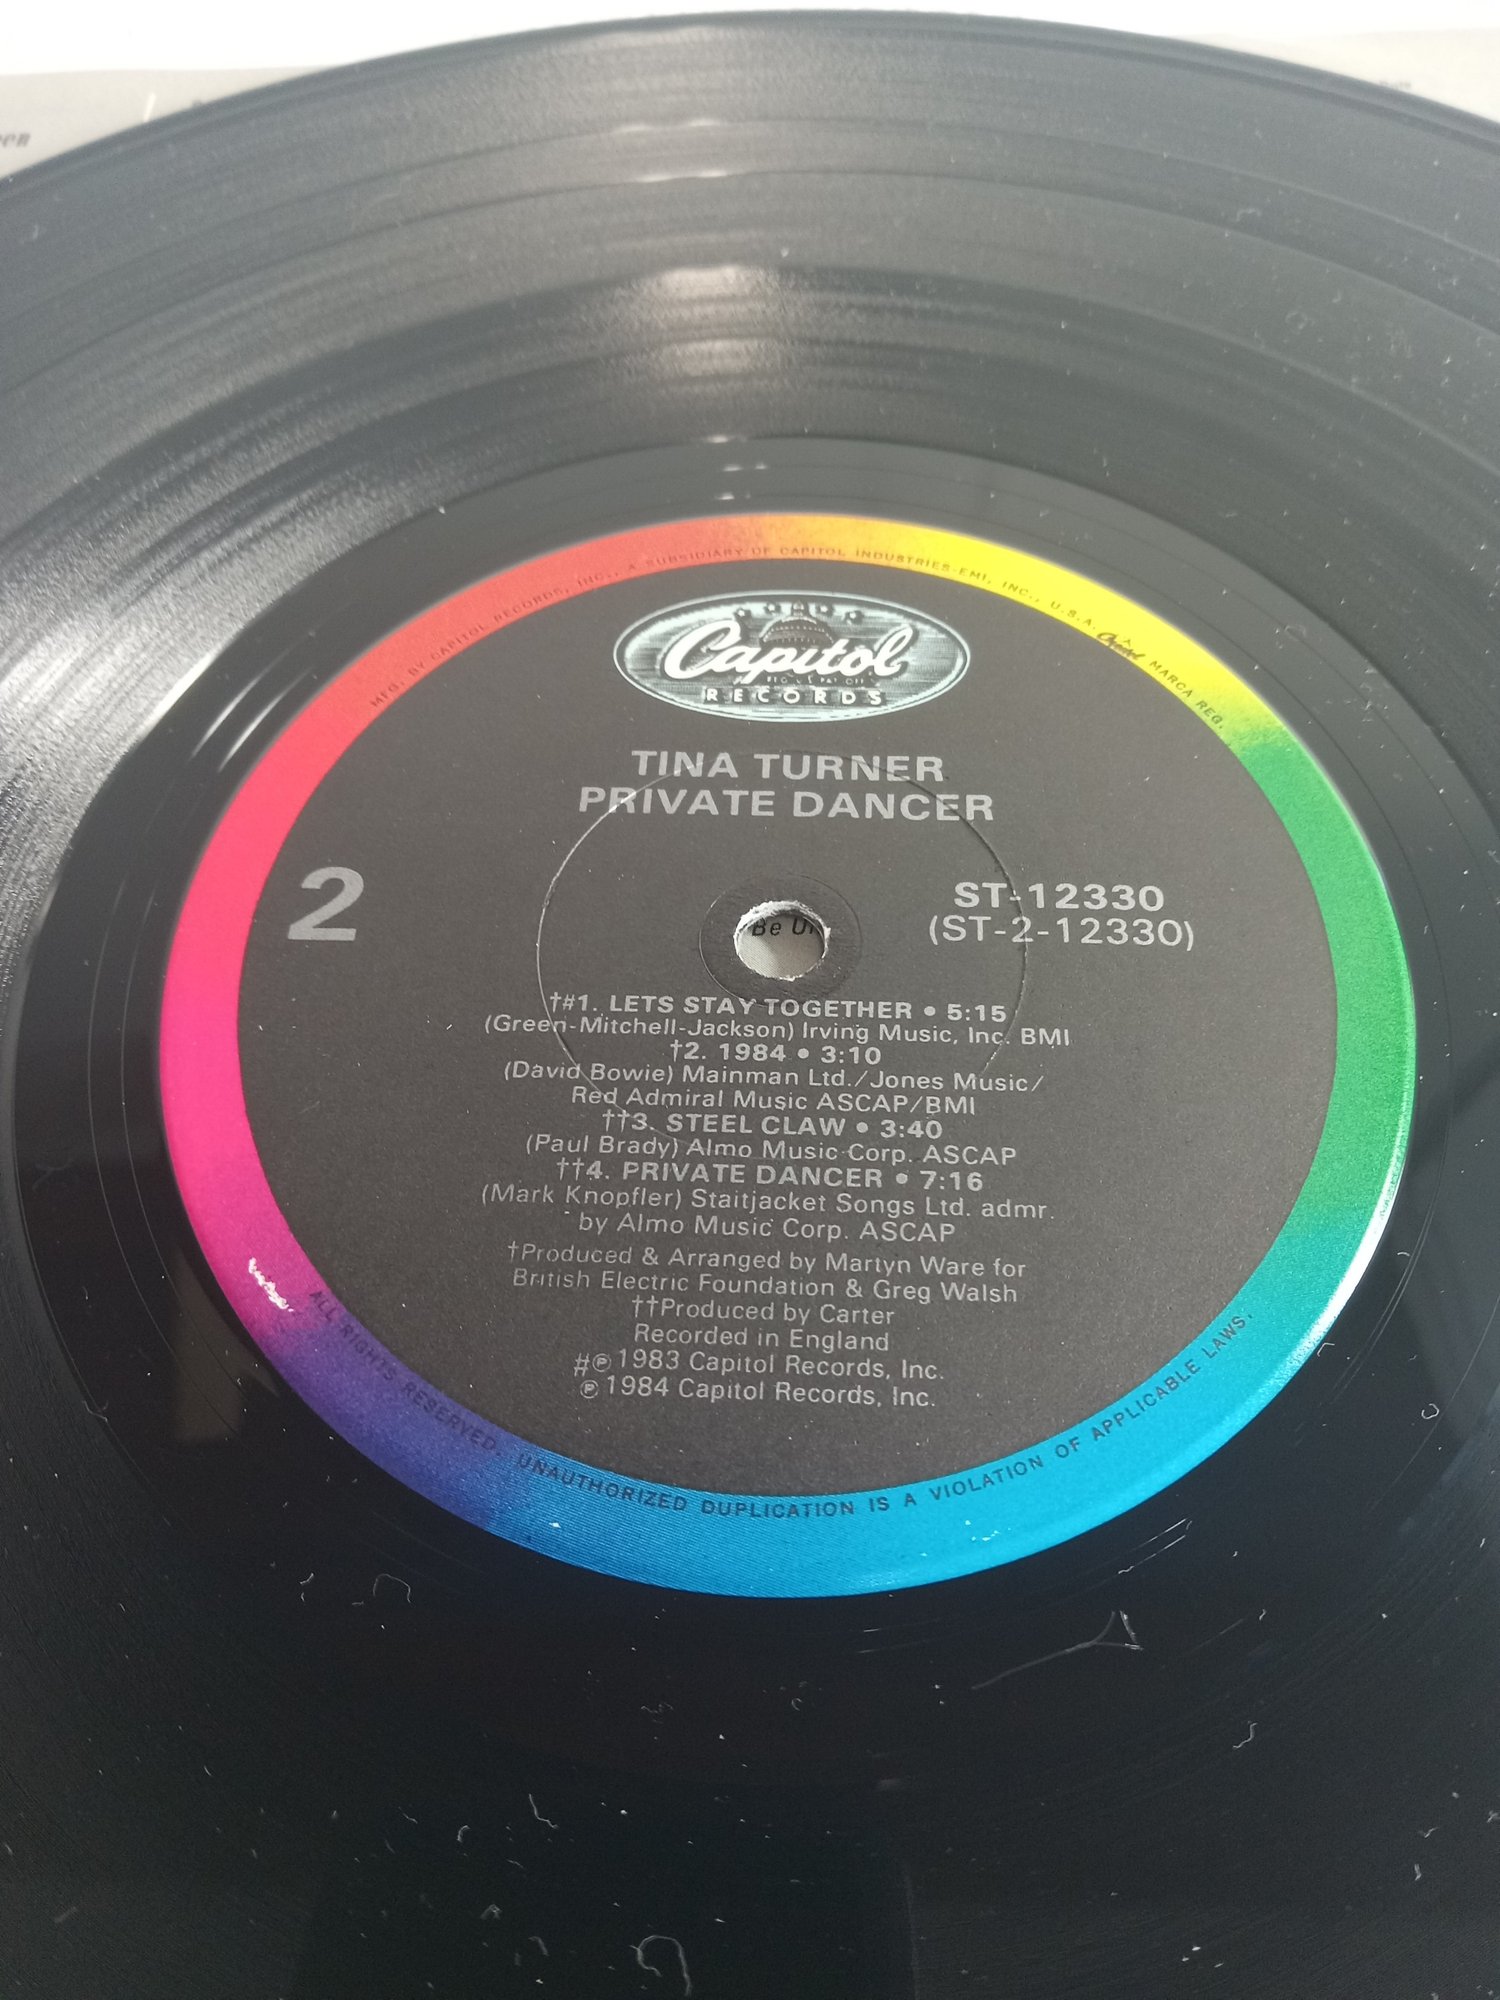 MFG. BY CAPITOL RECORDS, INC., A SUBSIDIARY OF CAPITOL INDUSTRIES-EMI, INC., U.S.A. Capitol MARCA REG.
Capitol
RECORDS
TINA TURNER
PRIVATE DANCER
2
ST-12330
(ST-2-12330)
Be
†#1. LETS STAY TOGETHER • 5:15
(Green-Mitchell-Jackson) Irving Music, Inc. BMI
†2. 1984 • 3:10
(David Bowie) Mainman Ltd./Jones Music/
Red Admiral Music ASCAP/BMI
††3. STEEL CLAW • 3:40
(Paul Brady) Almo Music Corp. ASCAP
††4. PRIVATE DANCER • 7:16
(Mark Knopfler) Staitjacket Songs Ltd. admr.
by Almo Music Corp. ASCAP
†Produced & Arranged by Martyn Ware for
British Electric Foundation & Greg Walsh
††Produced by Carter
Recorded in England
#℗1983 Capitol Records, Inc.
℗1984 Capitol Records, Inc.
ALL RIGHTS RESERVED. UNAUTHORIZED DUPLICATION IS A VIOLATION OF APPLICABLE LAWS.